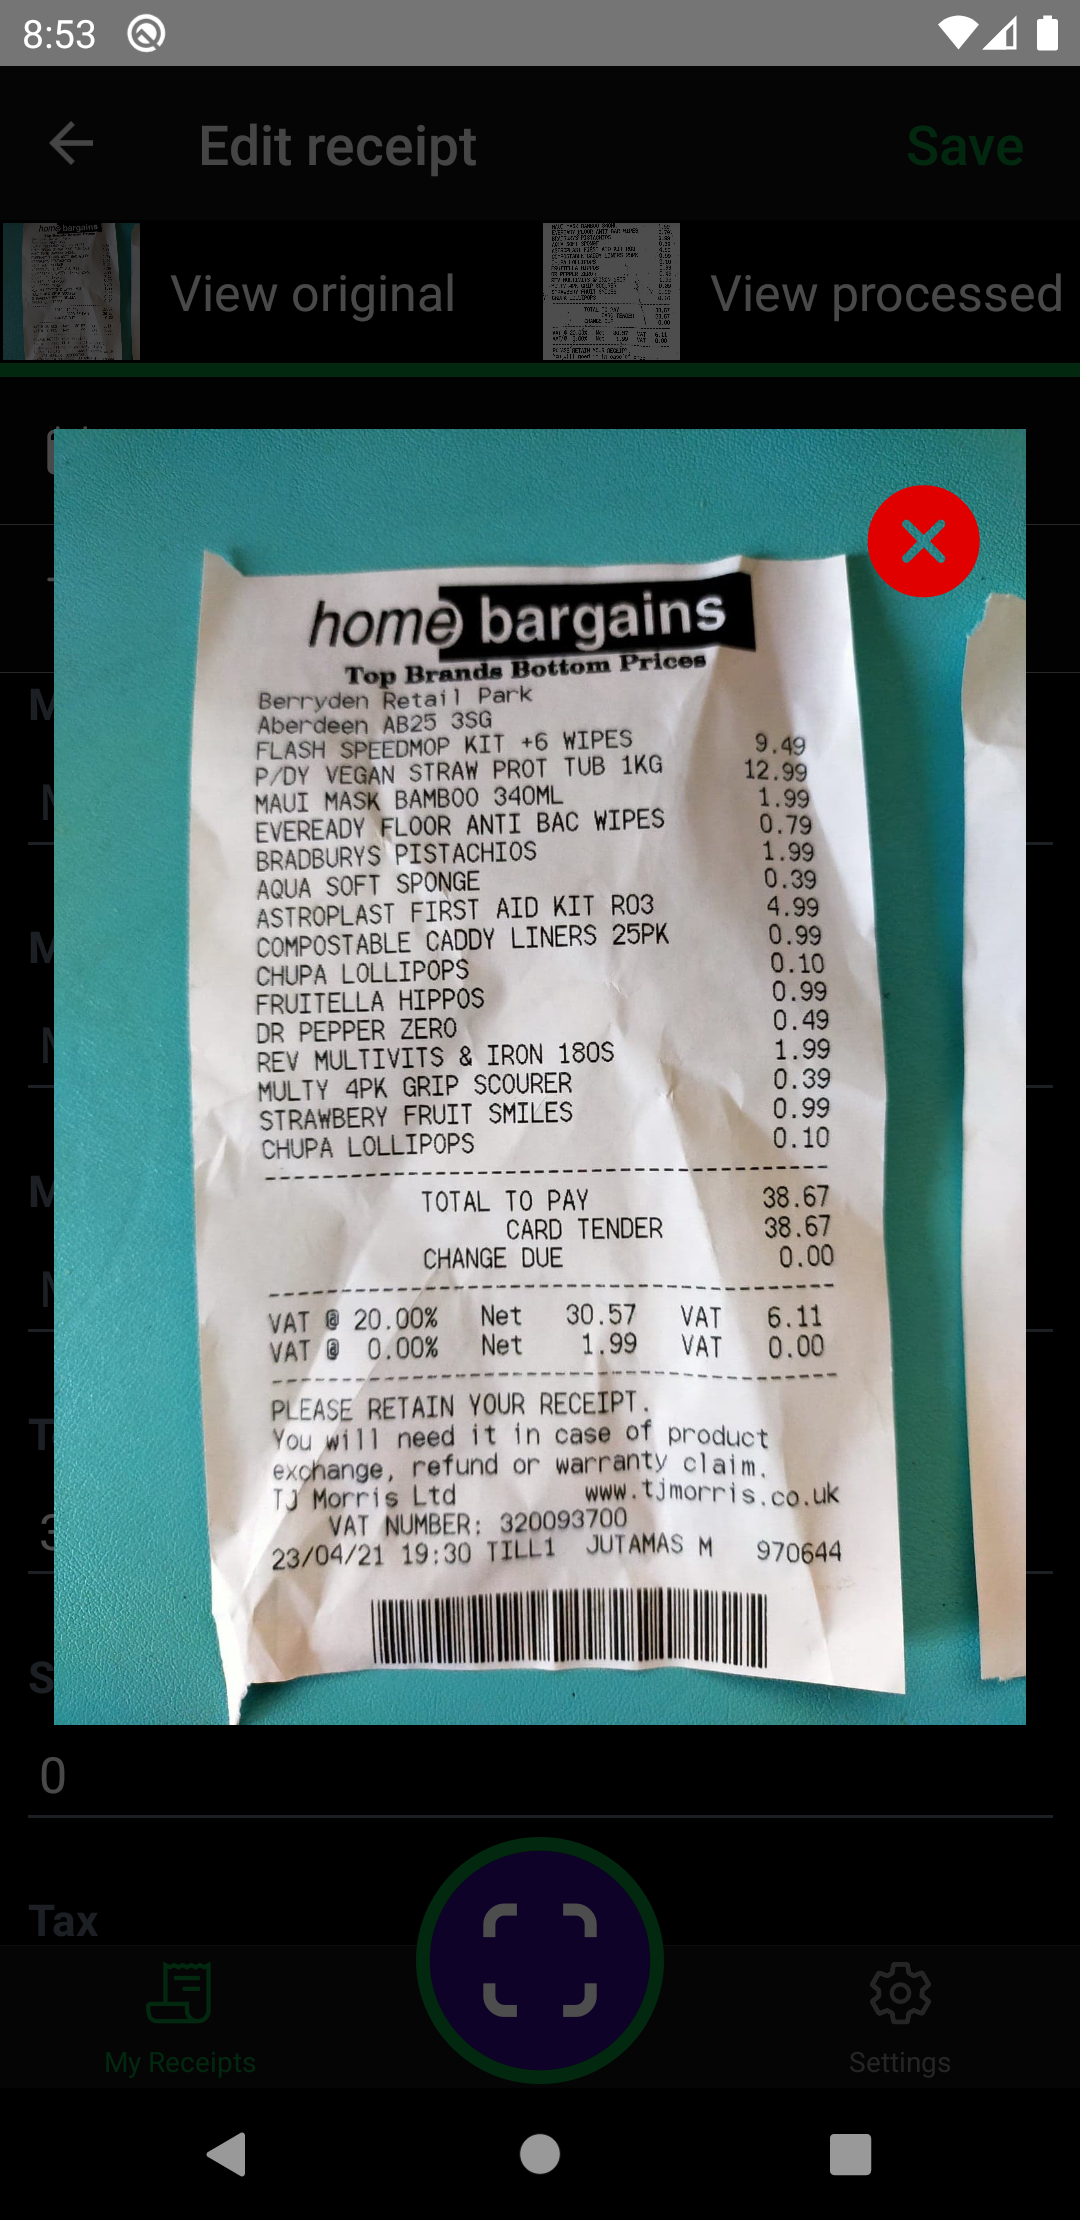 8:53
Edit receipt
Save
View original
View processed
home bargains
Top Brands Bottom Prices
Berryden Retail Park
Aberdeen AB25 3SG
FLASH SPEEDMOP KIT +6 WIPES 9.49
P/DY VEGAN STRAW PROT TUB 1KG 12.99
MAUI MASK BAMBOO 340ML 1.99
EVEREADY FLOOR ANTI BAC WIPES 0.79
BRADBURYS PISTACHIOS 1.99
AQUA SOFT SPONGE 0.39
ASTROPLAST FIRST AID KIT RO3 4.99
COMPOSTABLE CADDY LINERS 25PK 0.99
CHUPA LOLLIPOPS 0.10
FRUITELLA HIPPOS 0.99
DR PEPPER ZERO 0.49
REV MULTIVITS & IRON 180S 1.99
MULTY 4PK GRIP SCOURER 0.39
STRAWBERY FRUIT SMILES 0.99
CHUPA LOLLIPOPS 0.10
TOTAL TO PAY 38.67
CARD TENDER 38.67
CHANGE DUE 0.00
VAT @ 20.00% Net 30.57 VAT 6.11
VAT @ 0.00% Net 1.99 VAT 0.00
PLEASE RETAIN YOUR RECEIPT.
You will need it in case of product
exchange, refund or warranty claim.
TJ Morris Ltd www.tjmorris.co.uk
VAT NUMBER: 320093700
23/04/21 19:30 TILL1 JUTAMAS M 970644
0
Tax
My Receipts
Settings